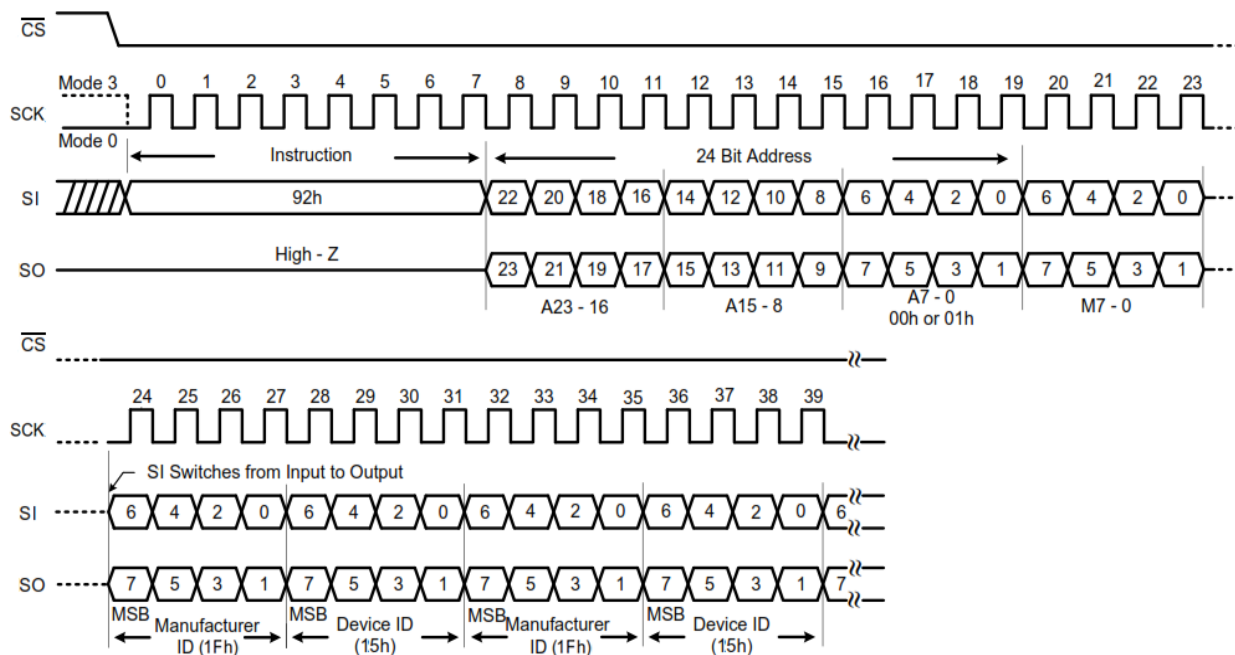 CS
Mode 3 0 1 2 3 4 5 6 7 8 9 10 11 12 13 14 15 16 17 18 19 20 21 22 23
SCK
Mode 0
Instruction 24 Bit Address
SI 92h 22 20 18 16 14 12 10 8 6 4 2 0 6 4 2 0
High - Z
SO 23 21 19 17 15 13 11 9 7 5 3 1 7 5 3 1
A23 - 16 A15 - 8 A7 - 0 M7 - 0
00h or 01h
CS
24 25 26 27 28 29 30 31 32 33 34 35 36 37 38 39
SCK
SI Switches from Input to Output
SI 6 4 2 0 6 4 2 0 6 4 2 0 6 4 2 0 6
SO 7 5 3 1 7 5 3 1 7 5 3 1 7 5 3 1 7
MSB MSB MSB MSB
Manufacturer Device ID Manufacturer Device ID
ID (1Fh) (15h) ID (1Fh) (15h)